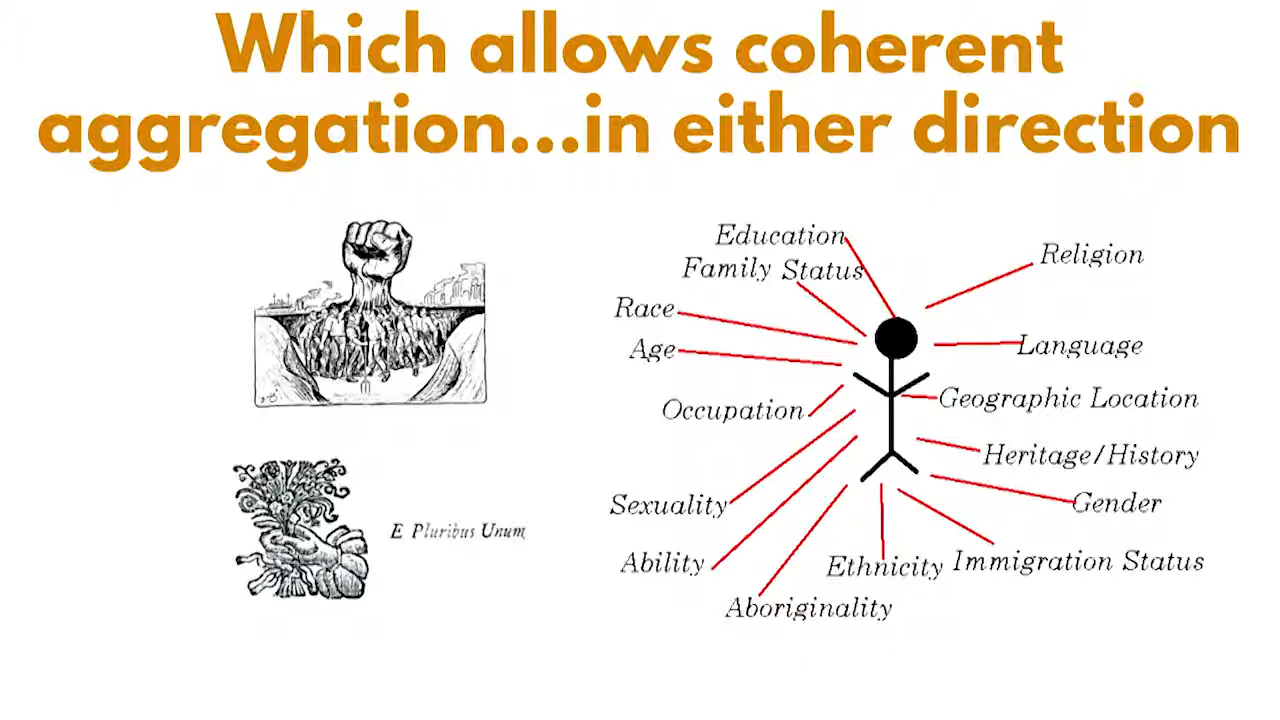 Which allows coherent
aggregation...in either direction
E Pluribus Unum
Education
Family Status
Race
Age
Occupation
Sexuality
Ability
Aboriginality
Ethnicity
Immigration Status
Gender
Heritage/History
Geographic Location
Language
Religion